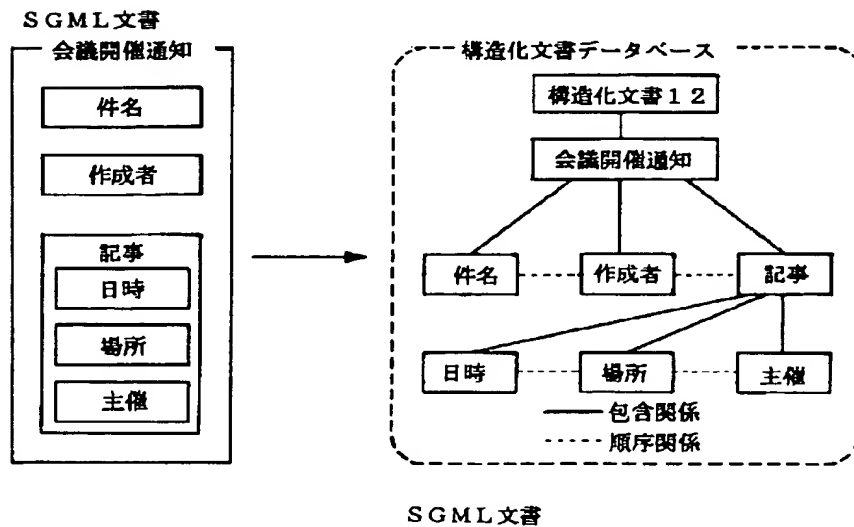 SGML文書
会議開催通知
件名
作成者
記事
日時
場所
主催
構造化文書データベース
構造化文書12
会議開催通知
件名
作成者
記事
日時
場所
主催
包含関係
順序関係
SGML文書